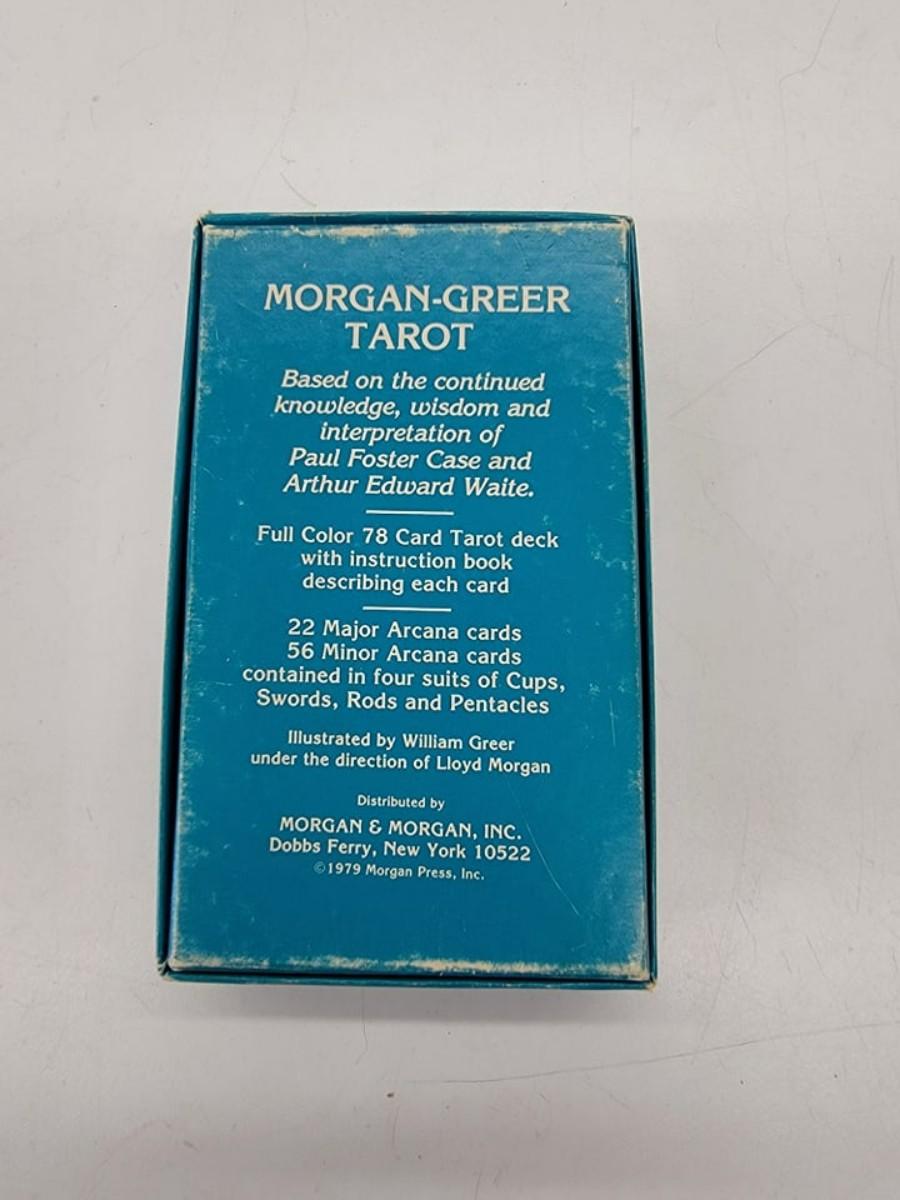 MORGAN-GREER
TAROT
Based on the continued
knowledge, wisdom and
interpretation of
Paul Foster Case and
Arthur Edward Waite.
Full Color 78 Card Tarot deck
with instruction book
describing each card
22 Major Arcana cards
56 Minor Arcana cards
contained in four suits of Cups,
Swords, Rods and Pentacles
Illustrated by William Greer
under the direction of Lloyd Morgan
Distributed by
MORGAN & MORGAN, INC.
Dobbs Ferry, New York 10522
©1979 Morgan Press, Inc.